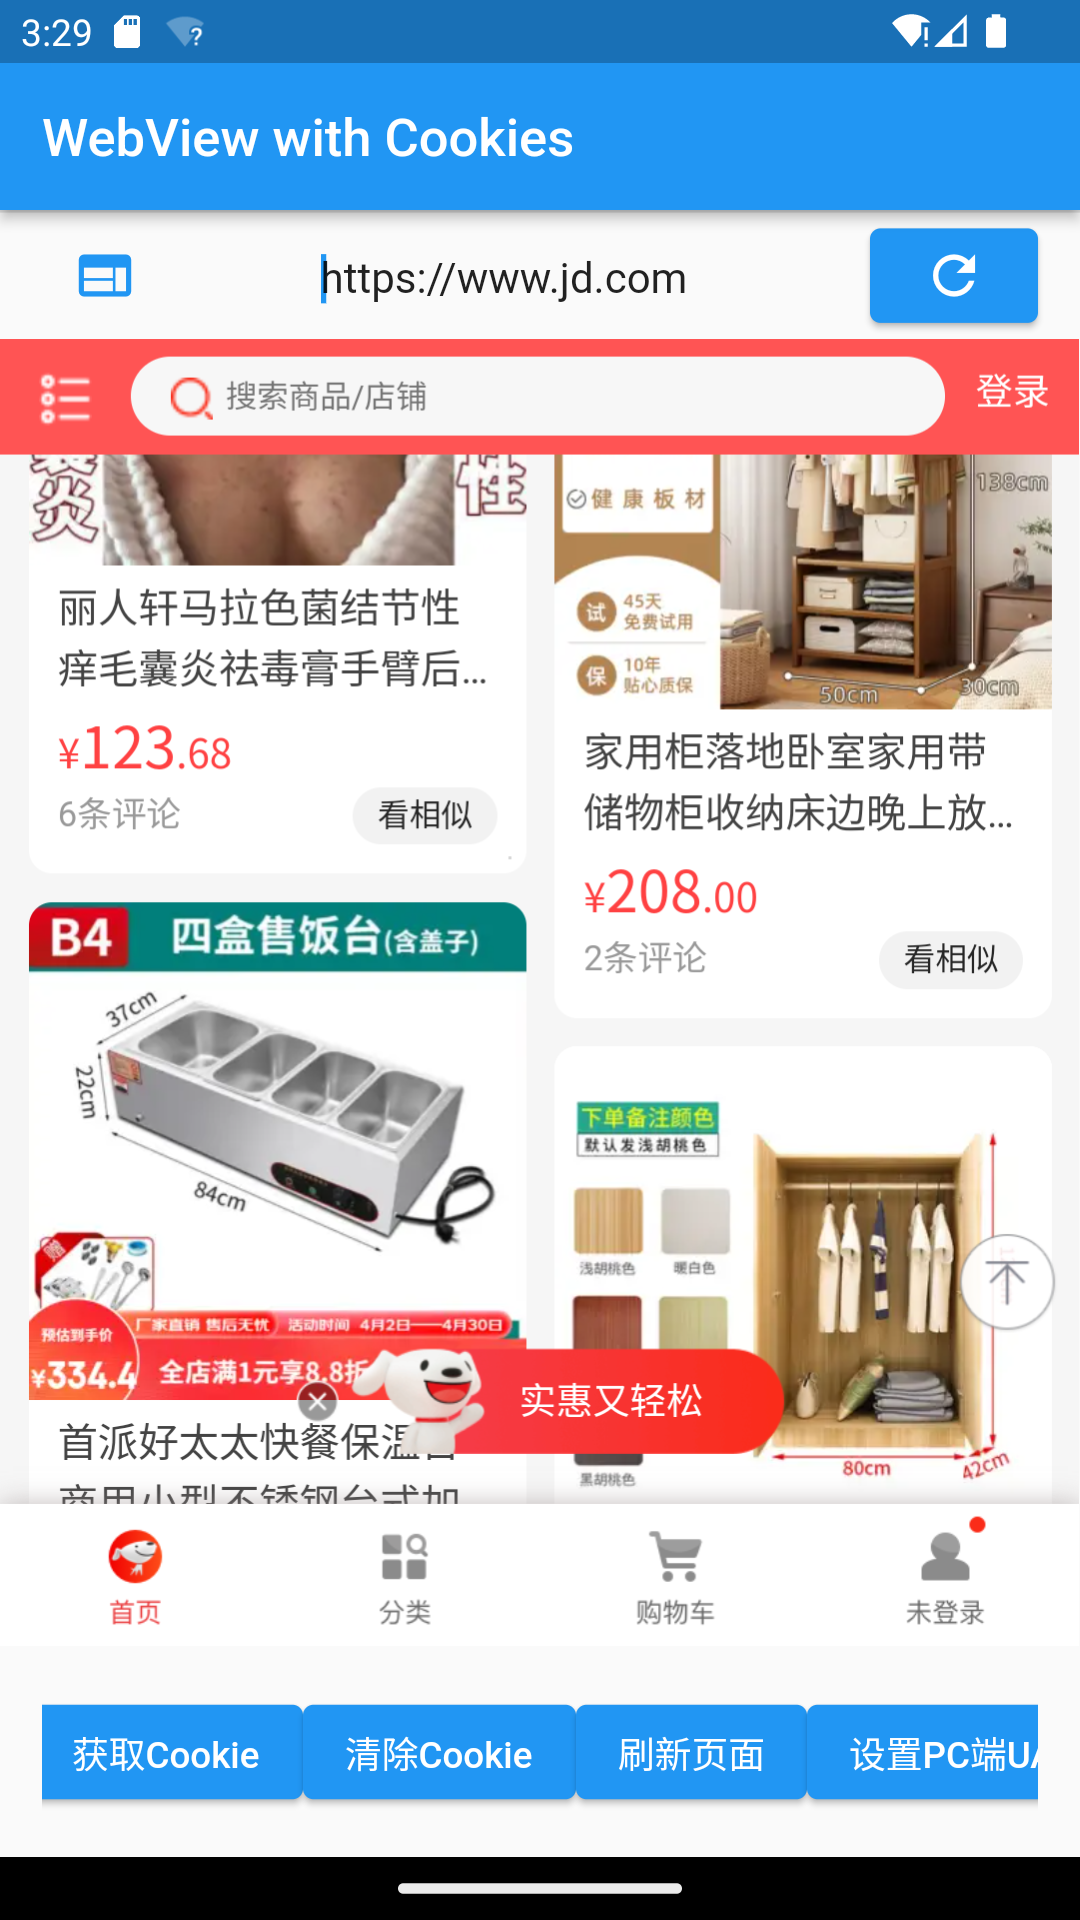 3:29
WebView with Cookies
https://www.jd.com
搜索商品/店铺
登录
炎
性
丽人轩马拉色菌结节性
痒毛囊炎祛毒膏手臂后...
¥123.68
6条评论
看相似
健康板材
138cm
试
45天
免费试用
保
10年
贴心质保
50cm
30cm
家用柜落地卧室家用带
储物柜收纳床边晚上放...
¥208.00
2条评论
看相似
B4
四盒售饭台(含盖子)
37cm
22cm
84cm
赠
厂家直销 售后无忧
活动时间 4月2日——4月30日
预估到手价
¥334.4
全店满1元享8.8折
首派好太太快餐保温售
商用小型不锈钢台式加
下单备注颜色
默认发浅胡桃色
浅胡桃色
暖白色
黑胡桃色
80cm
42cm
实惠又轻松
首页
分类
购物车
未登录
获取Cookie
清除Cookie
刷新页面
设置PC端UA